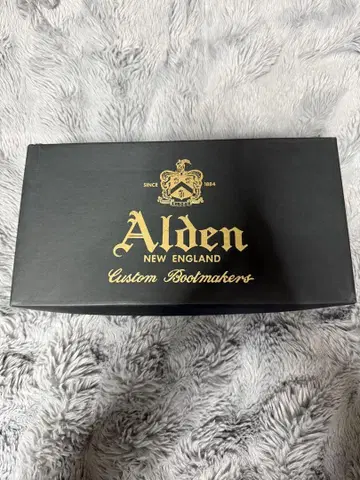 SINCE 1884
Alden
NEW ENGLAND
Custom Bootmakers